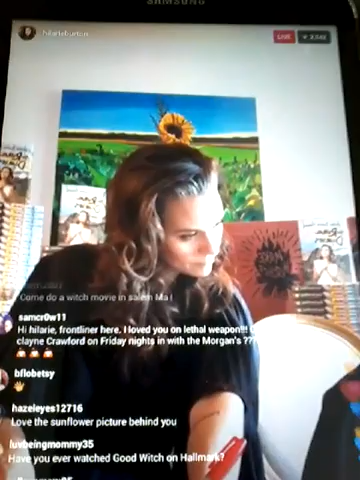 SAMSUNG
hilarieburton
LIVE
Come do a witch movie in salem Ma!
samcr0w11
Hi hilarie, frontliner here. I loved you on lethal weapon!!!
clayne Crawford on Friday nights in with the Morgan's ???
bflobetsy
hazeleyes12716
Love the sunflower picture behind you
luvbeingmommy35
Have you ever watched Good Witch on Hallmark?